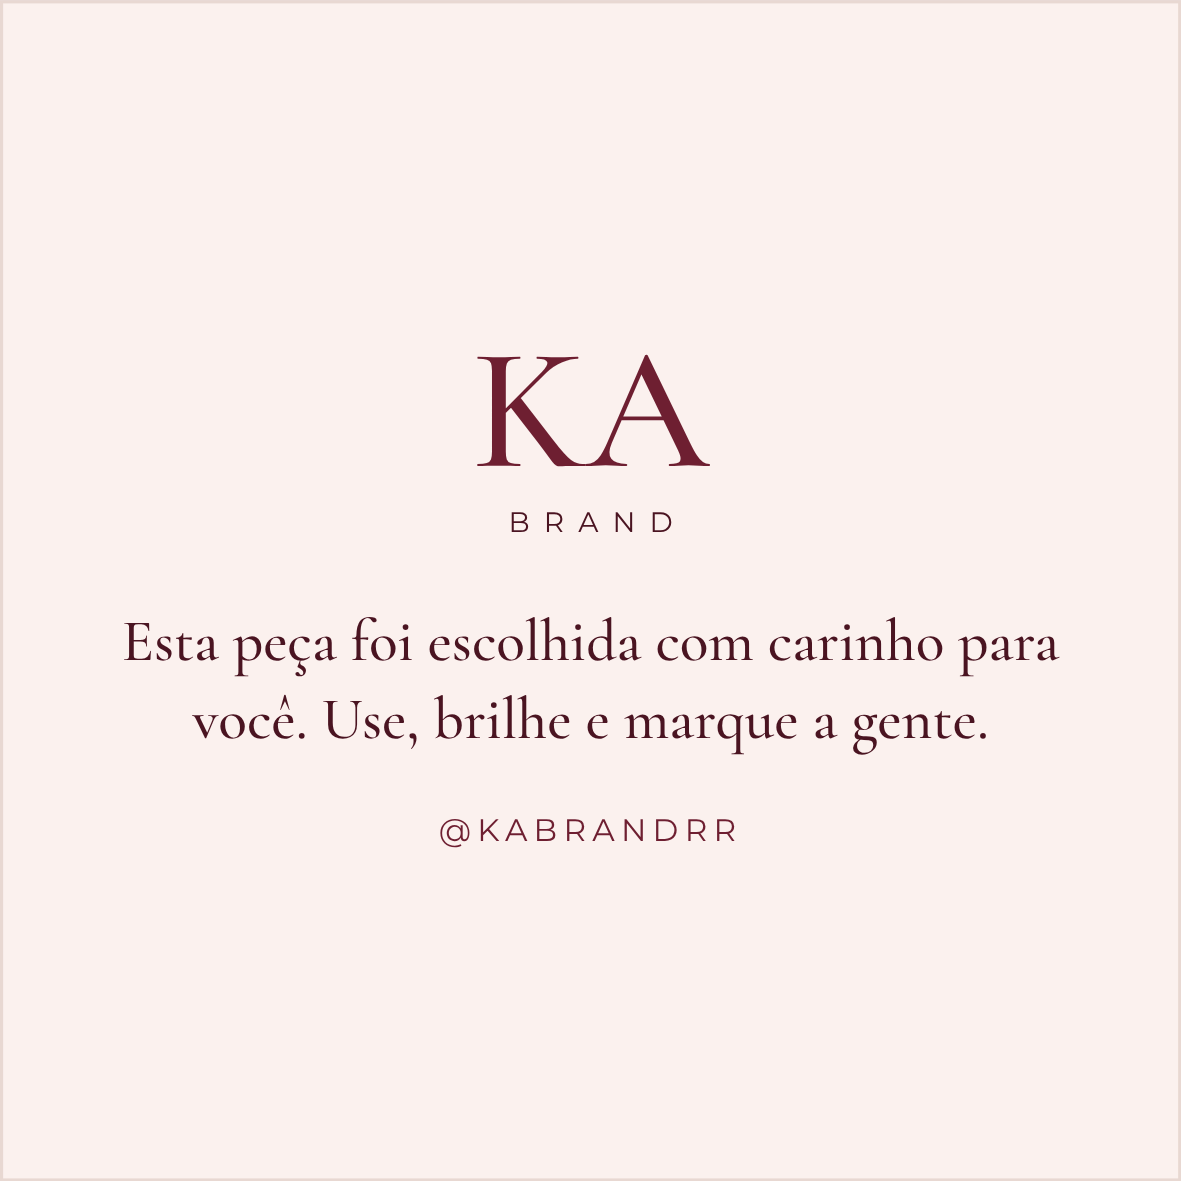 KA
BRAND
Esta peça foi escolhida com carinho para
você. Use, brilhe e marque a gente.
@KABRANDRR